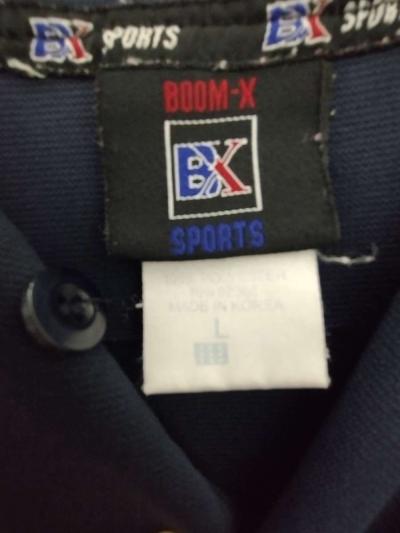 BX SPORTS
BX SPORTS
BOOM-X
BX
SPORTS
MADE IN KOREA
L